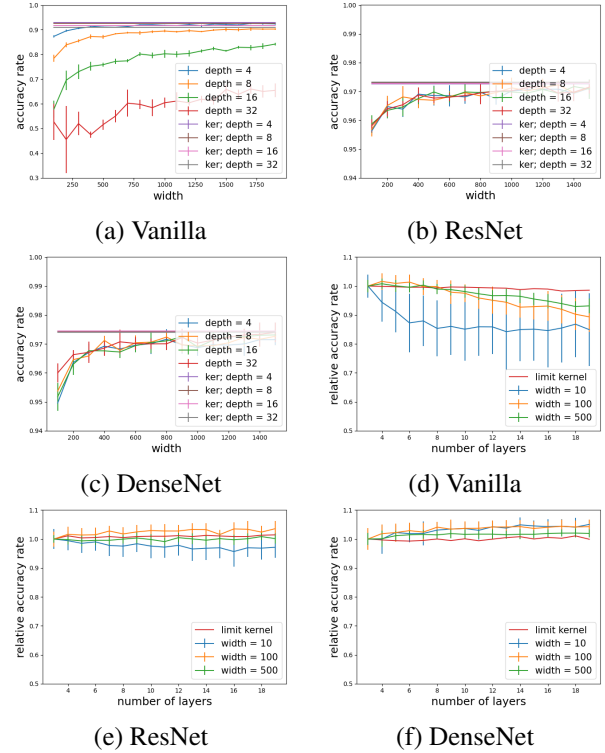 1.0
0.9
0.8
0.7
0.6
0.5
0.4
0.3
accuracy rate
250 500 750 1000 1250 1500 1750
width
depth = 4
depth = 8
depth = 16
depth = 32
ker; depth = 4
ker; depth = 8
ker; depth = 16
ker; depth = 32
(a) Vanilla
1.00
0.99
0.98
0.97
0.96
0.95
0.94
accuracy rate
200 400 600 800 1000 1200 1400
width
depth = 4
depth = 8
depth = 16
depth = 32
ker; depth = 4
ker; depth = 8
ker; depth = 16
ker; depth = 32
(b) ResNet
1.00
0.99
0.98
0.97
0.96
0.95
0.94
accuracy rate
200 400 600 800 1000 1200 1400
width
depth = 4
depth = 8
depth = 16
depth = 32
ker; depth = 4
ker; depth = 8
ker; depth = 16
ker; depth = 32
(c) DenseNet
1.1
1.0
0.9
0.8
0.7
0.6
0.5
relative accuracy rate
4 6 8 10 12 14 16 18
number of layers
limit kernel
width = 10
width = 100
width = 500
(d) Vanilla
1.1
1.0
0.9
0.8
0.7
0.6
0.5
relative accuracy rate
4 6 8 10 12 14 16 18
number of layers
limit kernel
width = 10
width = 100
width = 500
(e) ResNet
1.1
1.0
0.9
0.8
0.7
0.6
0.5
relative accuracy rate
4 6 8 10 12 14 16 18
number of layers
limit kernel
width = 10
width = 100
width = 500
(f) DenseNet